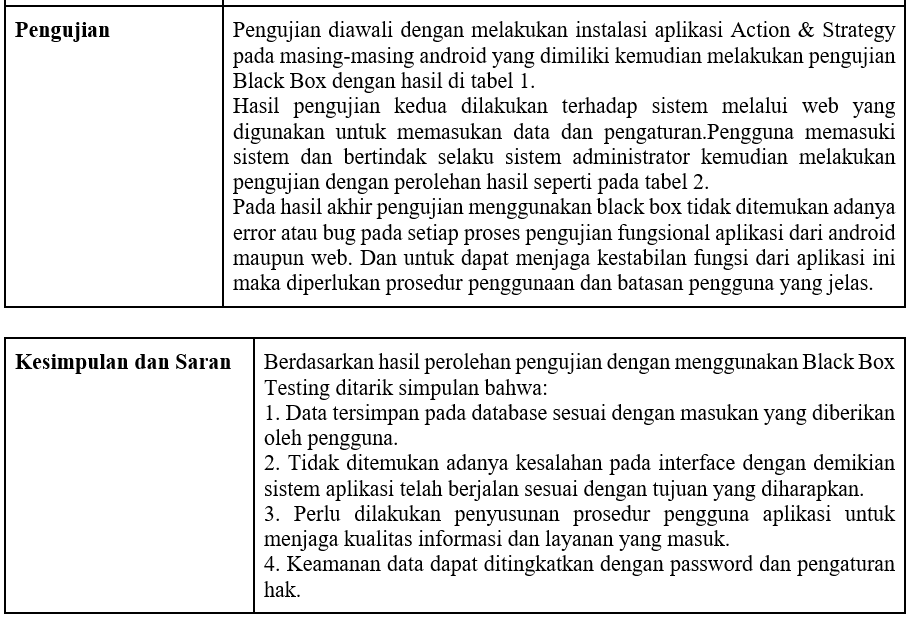 Pengujian
Pengujian diawali dengan melakukan instalasi aplikasi Action & Strategy
pada masing-masing android yang dimiliki kemudian melakukan pengujian
Black Box dengan hasil di tabel 1.
Hasil pengujian kedua dilakukan terhadap sistem melalui web yang
digunakan untuk memasukan data dan pengaturan.Pengguna memasuki
sistem dan bertindak selaku sistem administrator kemudian melakukan
pengujian dengan perolehan hasil seperti pada tabel 2.
Pada hasil akhir pengujian menggunakan black box tidak ditemukan adanya
error atau bug pada setiap proses pengujian fungsional aplikasi dari android
maupun web. Dan untuk dapat menjaga kestabilan fungsi dari aplikasi ini
maka diperlukan prosedur penggunaan dan batasan pengguna yang jelas.
Kesimpulan dan Saran
Berdasarkan hasil perolehan pengujian dengan menggunakan Black Box
Testing ditarik simpulan bahwa:
1. Data tersimpan pada database sesuai dengan masukan yang diberikan
oleh pengguna.
2. Tidak ditemukan adanya kesalahan pada interface dengan demikian
sistem aplikasi telah berjalan sesuai dengan tujuan yang diharapkan.
3. Perlu dilakukan penyusunan prosedur pengguna aplikasi untuk
menjaga kualitas informasi dan layanan yang masuk.
4. Keamanan data dapat ditingkatkan dengan password dan pengaturan
hak.